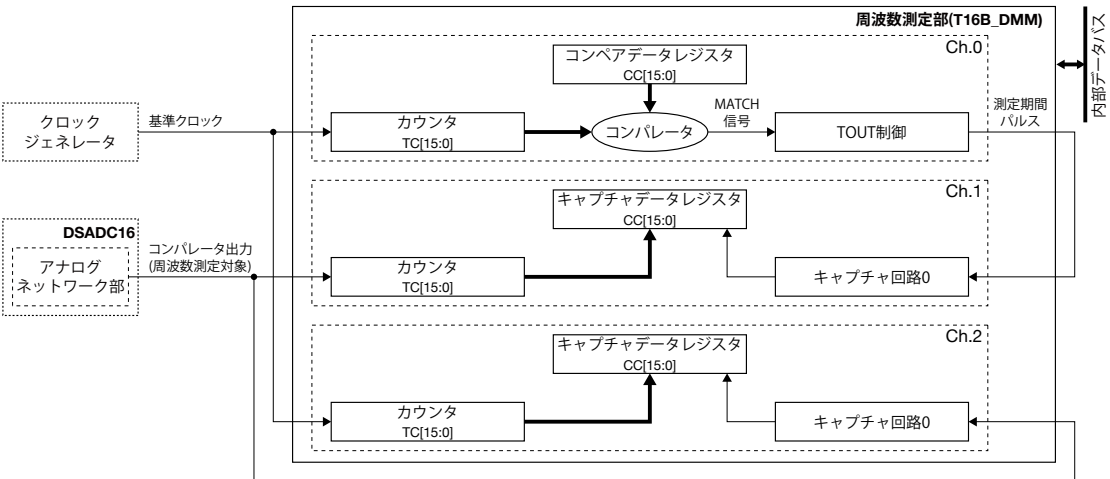 周波数測定部(T16B_DMM)
内部データバス
Ch.0
コンペアデータレジスタ
CC[15:0]
クロック
ジェネレータ
基準クロック
カウンタ
TC[15:0]
コンパレータ
MATCH
信号
TOUT制御
測定期間
パルス
Ch.1
キャプチャデータレジスタ
CC[15:0]
DSADC16
アナログ
ネットワーク部
コンパレータ出力
(周波数測定対象)
カウンタ
TC[15:0]
キャプチャ回路0
Ch.2
キャプチャデータレジスタ
CC[15:0]
カウンタ
TC[15:0]
キャプチャ回路0